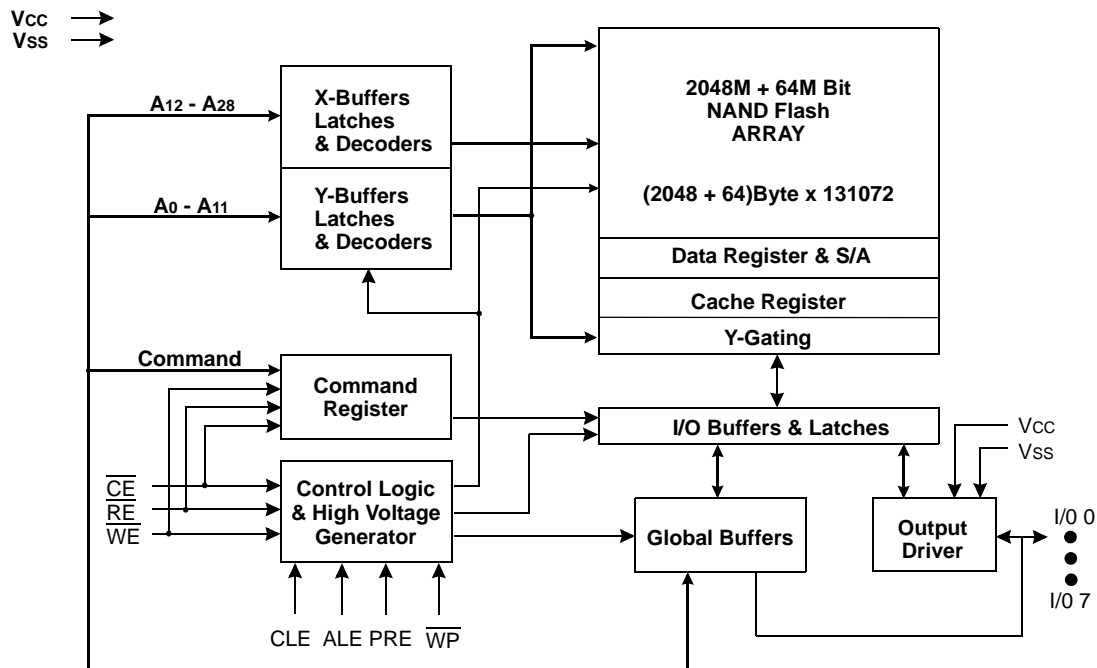 VCC
VSS
A12 - A28
X-Buffers
Latches
& Decoders
A0 - A11
Y-Buffers
Latches
& Decoders
2048M + 64M Bit
NAND Flash
ARRAY
(2048 + 64)Byte x 131072
Data Register & S/A
Cache Register
Y-Gating
Command
Command
Register
I/O Buffers & Latches
VCC
VSS
CE
RE
WE
Control Logic
& High Voltage
Generator
Global Buffers
Output
Driver
I/0 0
I/0 7
CLE ALE PRE WP